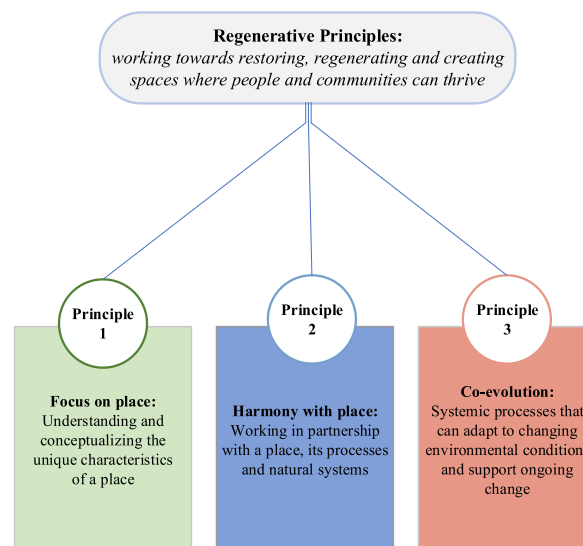 Regenerative Principles:
working towards restoring, regenerating and creating
spaces where people and communities can thrive
Principle
1
Focus on place:
Understanding and
conceptualizing the
unique characteristics
of a place
Principle
2
Harmony with place:
Working in partnership
with a place, its processes
and natural systems
Principle
3
Co-evolution:
Systemic processes that
can adapt to changing
environmental condition
and support ongoing
change